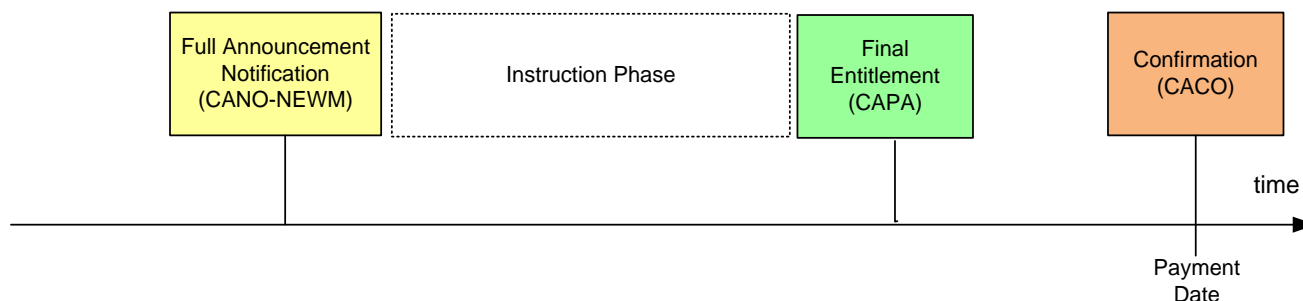 Full Announcement
Notification
(CANO-NEWM)
Instruction Phase
Final
Entitlement
(CAPA)
Confirmation
(CACO)
time
Payment
Date